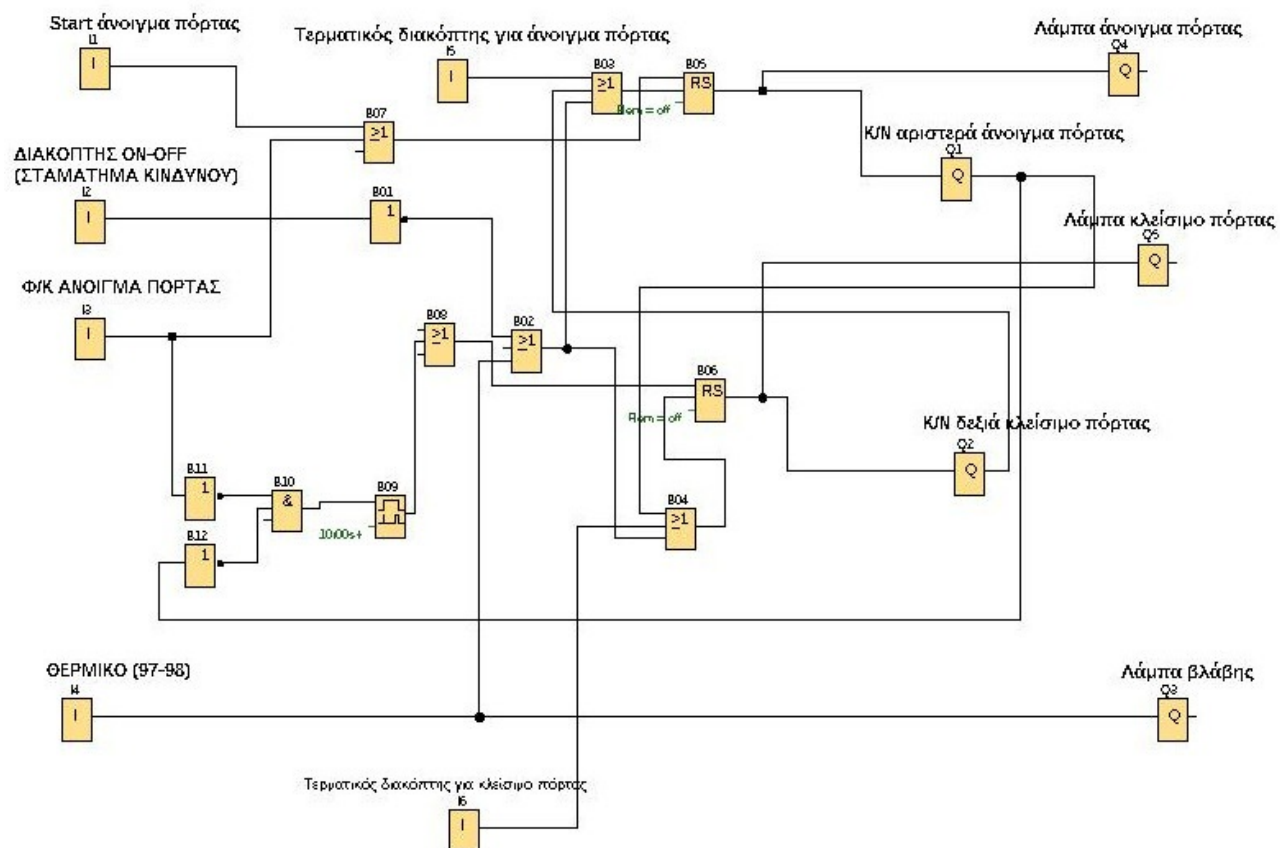 Start άνοιγμα πόρτας
I1
Τερματικός διακόπτης για άνοιγμα πόρτας
I5
Λάμπα άνοιγμα πόρτας
Q4
I
I
B03
≥1
B05
RS
Rem = off
Q
B07
≥1
Κ/Ν αριστερά άνοιγμα πόρτας
Q1
Q
ΔΙΑΚΟΠΤΗΣ ON-OFF
(ΣΤΑΜΑΤΗΜΑ ΚΙΝΔΥΝΟΥ)
I2
I
B01
1
Λάμπα κλείσιμο πόρτας
Q5
Q
Φ/Κ ΑΝΟΙΓΜΑ ΠΟΡΤΑΣ
I3
I
B08
≥1
B02
≥1
B06
RS
Rem = off
Κ/Ν δεξιά κλείσιμο πόρτας
Q2
Q
B11
1
B10
&
B09
10:00s+
B04
≥1
B12
1
ΘΕΡΜΙΚΟ (97-98)
I4
I
Λάμπα βλάβης
Q3
Q
Τερματικός διακόπτης για κλείσιμο πόρτας
I6
I